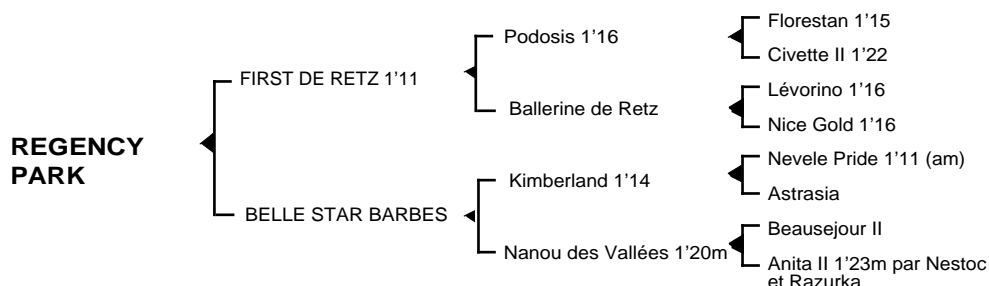 Florestan 1’15
Podosis 1’16
Civette II 1’22
FIRST DE RETZ 1’11
Lévorino 1’16
Ballerine de Retz
Nice Gold 1’16
REGENCY
PARK
Nevele Pride 1’11 (am)
Kimberland 1’14
Astrasia
BELLE STAR BARBES
Beausejour II
Nanou des Vallées 1’20m
Anita II 1’23m par Nestoc
et Razurka